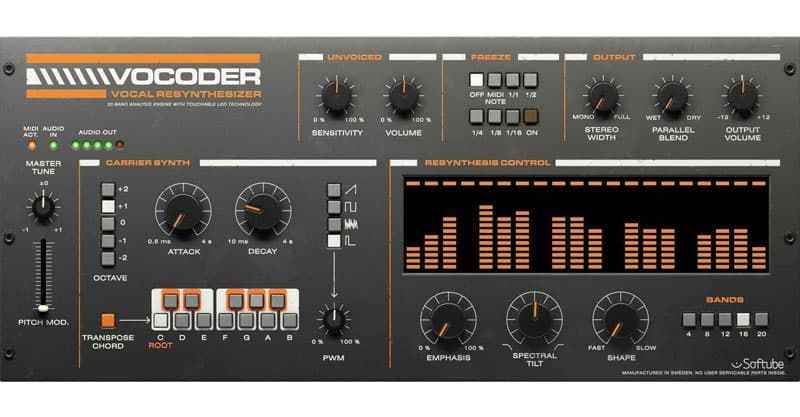 VOCODER
VOCAL RESYNTHESIZER
20 BAND ANALYSIS ENGINE WITH TOUCHABLE LED TECHNOLOGY
UNVOICED
0 % 100 % 0 % 100 %
SENSITIVITY VOLUME
FREEZE
OFF MIDI NOTE 1/1 1/2
1/4 1/8 1/16 ON
OUTPUT
MONO FULL WET DRY -12 +12
STEREO WIDTH PARALLEL BLEND OUTPUT VOLUME
MIDI ACT. AUDIO IN AUDIO OUT
MASTER TUNE
±0
-1 +1
PITCH MOD.
CARRIER SYNTH
+2
+1
0
-1
-2
OCTAVE
0.5 ms 4 s 10 ms 4 s
ATTACK DECAY
TRANSPOSE CHORD
C D E F G A B
ROOT
0 % 100 %
PWM
RESYNTHESIS CONTROL
0 % 100 % FAST SLOW
EMPHASIS SPECTRAL TILT SHAPE
BANDS
4 8 12 16 20
Softube
MANUFACTURED IN SWEDEN. NO USER SERVICABLE PARTS INSIDE.